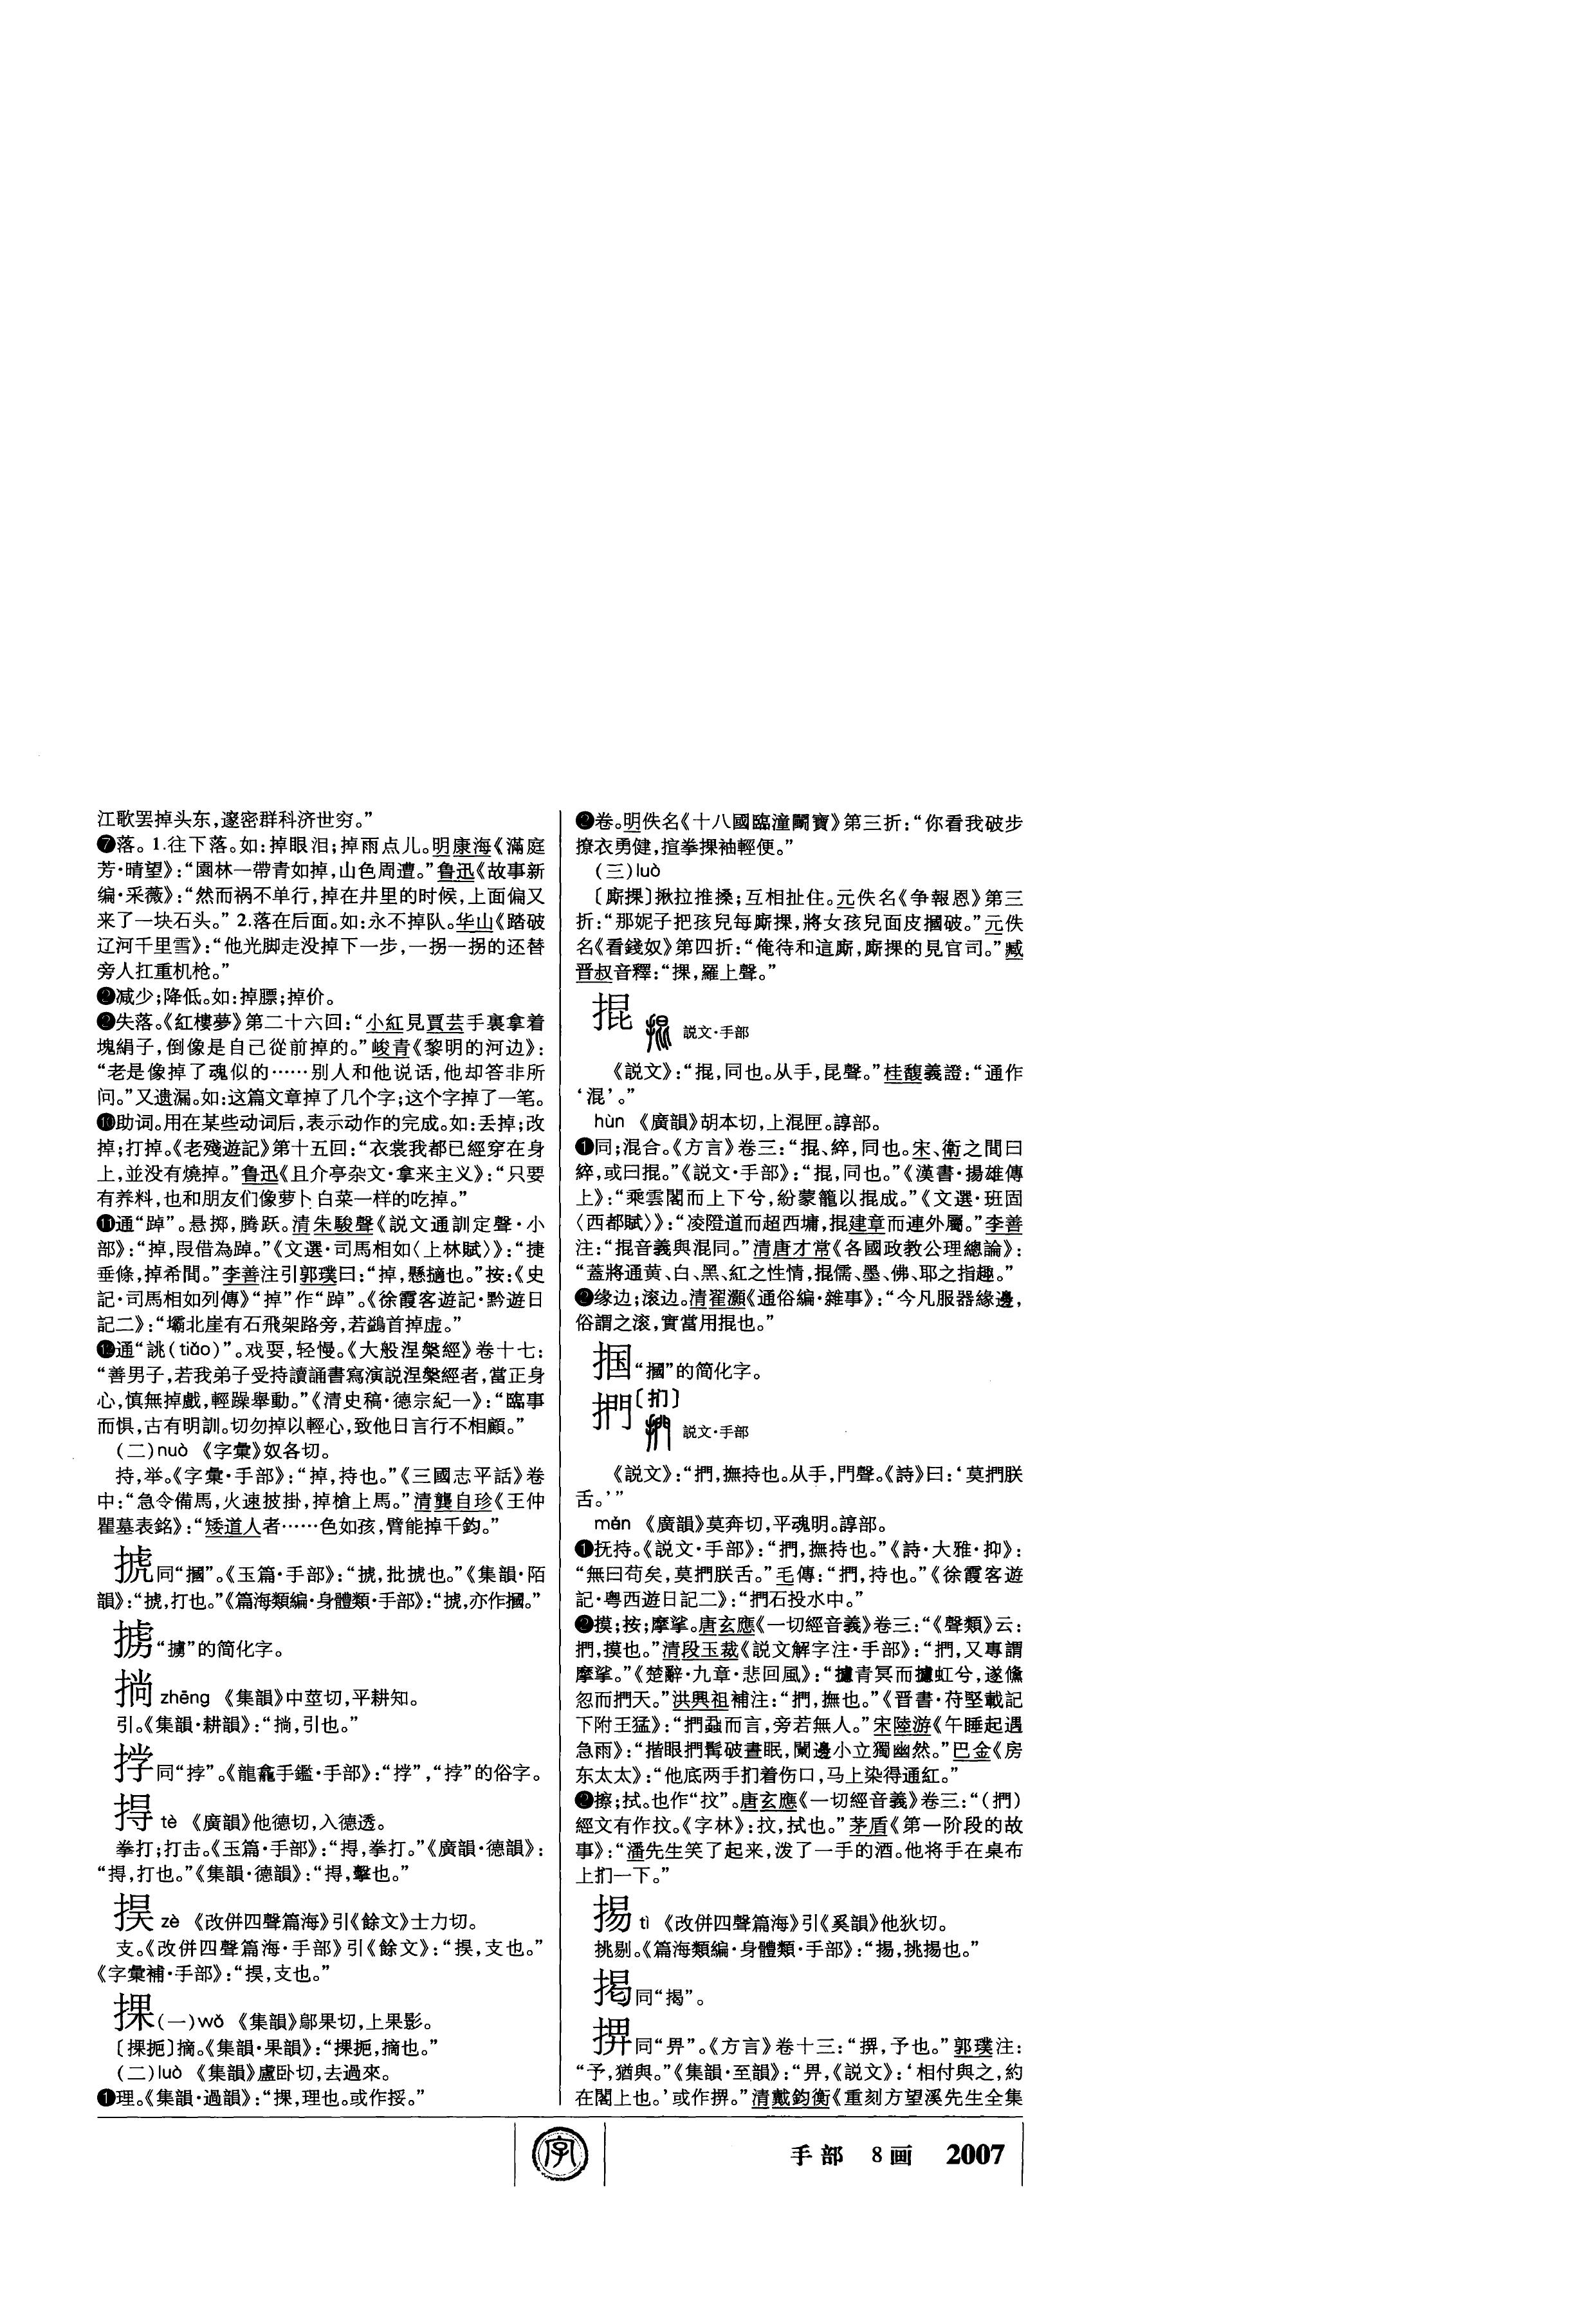 江歌罢掉头东,邃密群科济世穷。”
❼落。1.往下落。如:掉眼泪;掉雨点儿。明康海《滿庭
芳·晴望》:“園林一帶青如掉,山色周遭。”鲁迅《故事新
编·采薇》:“然而祸不单行,掉在井里的时候,上面偏又
来了一块石头。”2.落在后面。如:永不掉队。华山《踏破
辽河千里雪》:“他光脚走没掉下一步,一拐一拐的还替
旁人扛重机枪。”
减少;降低。如:掉膘;掉价。
失落。《紅樓夢》第二十六回:“小紅見賈芸手裏拿着
塊絹子,倒像是自己從前掉的。”峻青《黎明的河边》:
“老是像掉了魂似的……别人和他说话,他却答非所
问。”又遗漏。如:这篇文章掉了几个字;这个字掉了一笔。
❿助词。用在某些动词后,表示动作的完成。如:丢掉;改
掉;打掉。《老殘遊記》第十五回:“衣裳我都已經穿在身
上,並没有燒掉。”鲁迅《且介亭杂文·拿来主义》:“只要
有养料,也和朋友们像萝卜白菜一样的吃掉。”
⓫通“踔”。悬掷,腾跃。清朱駿聲《説文通訓定聲·小
部》:“掉,叚借為踔。”《文選·司馬相如〈上林賦〉》:“捷
垂條,掉希間。”李善注引郭璞曰:“掉,懸擿也。”按:《史
記·司馬相如列傳》“掉”作“踔”。《徐霞客遊記·黔遊日
記二》:“壩北崖有石飛架路旁,若鷁首掉虚。”
⓬通“誂(tiǎo)”。戏耍,轻慢。《大般涅槃經》卷十七:
“善男子,若我弟子受持讀誦書寫演説涅槃經者,當正身
心,慎無掉戲,輕躁舉動。”《清史稿·德宗紀一》:“臨事
而惧,古有明訓。切勿掉以輕心,致他日言行不相顧。”
(二)nuò 《字彙》奴各切。
持,举。《字彙·手部》:“掉,持也。”《三國志平話》卷
中:“急令備馬,火速披掛,掉槍上馬。”清龔自珍《王仲
瞿墓表銘》:“矮道人者……色如孩,臂能掉千鈞。”
掝同“摑”。《玉篇·手部》:“𢮎,批𢮎也。”《集韻·陌
韻》:“𢮎,打也。”《篇海類編·身體類·手部》:“𢮎,亦作摑。”
掳“擄”的简化字。
㨃 zhēng 《集韻》中莖切,平耕知。
引。《集韻·耕韻》:“,引也。”
同“挬”。《龍龕手鑑·手部》:“”,“挬”的俗字。
㝶 tè 《廣韻》他德切,入德透。
拳打;打击。《玉篇·手部》:“,拳打。”《廣韻·德韻》:
“,打也。”《集韻·德韻》:“,擊也。”
zè 《改併四聲篇海》引《餘文》士力切。
支。《改併四聲篇海·手部》引《餘文》:“,支也。”
《字彙補·手部》:“,支也。”
捰(一)wǒ 《集韻》鄔果切,上果影。
〔捰扼〕摘。《集韻·果韻》:“捰扼,摘也。”
(二)luò 《集韻》盧卧切,去過來。
❶理。《集韻·過韻》:“捰,理也。或作挼。”
❷卷。明佚名《十八國臨潼鬭寶》第三折:“你看我破步
撩衣勇健,揎拳捰袖輕便。”
(三)luǒ
〔廝捰〕揪拉推搡;互相扯住。元佚名《争報恩》第三
折:“那妮子把孩兒每廝捰,將女孩兒面皮摑破。”元佚
名《看錢奴》第四折:“俺待和這廝,廝捰的見官司。”臧
晋叔音釋:“捰,羅上聲。”
掍 説文·手部
《説文》:“掍,同也。从手,昆聲。”桂馥義證:“通作
‘混’。”
hùn 《廣韻》胡本切,上混匣。諄部。
❶同;混合。《方言》卷三:“掍、綷,同也。宋、衛之間曰
綷,或曰掍。”《説文·手部》:“掍,同也。”《漢書·揚雄傳
上》:“乘雲閣而上下兮,紛蒙籠以掍成。”《文選·班固
〈西都賦〉》:“凌隥道而超西墉,掍建章而連外屬。”李善
注:“掍音義與混同。”清唐才常《各國政教公理總論》:
“蓋將通黄、白、黑、紅之性情,掍儒、墨、佛、耶之指趣。”
❷缘边;滚边。清翟灝《通俗編·雜事》:“今凡服器緣邊,
俗謂之滚,實當用掍也。”
掴“摑”的简化字。
捫〔扪〕
説文·手部
《説文》:“捫,撫持也。从手,門聲。《詩》曰:‘莫捫朕
舌。’”
mén 《廣韻》莫奔切,平魂明。諄部。
❶抚持。《説文·手部》:“捫,撫持也。”《詩·大雅·抑》:
“無曰苟矣,莫捫朕舌。”毛傳:“捫,持也。”《徐霞客遊
記·粤西遊日記二》:“捫石投水中。”
❷摸;按;摩挲。唐玄應《一切經音義》卷三:“《聲類》云:
捫,摸也。”清段玉裁《説文解字注·手部》:“捫,又專謂
摩挲。”《楚辭·九章·悲回風》:“攄青冥而攄虹兮,遂儵
忽而捫天。”洪興祖補注:“捫,撫也。”《晋書·苻堅載記
下附王猛》:“捫蝨而言,旁若無人。”宋陸游《午睡起遇
急雨》:“揩眼捫髯破晝眠,闌邊小立獨幽然。”巴金《房
东太太》:“他底两手扪着伤口,马上染得通红。”
擦;拭。也作“抆”。唐玄應《一切經音義》卷三:“(捫)
經文有作抆。《字林》:抆,拭也。”茅盾《第一阶段的故
事》:“潘先生笑了起来,泼了一手的酒。他将手在桌布
上扪一下。”
掦 tì 《改併四聲篇海》引《奚韻》他狄切。
挑剔。《篇海類編·身體類·手部》:“掦,挑掦也。”
掲同“揭”。
㨽同“畀”。《方言》卷十三:“,予也。”郭璞注:
“予,猶與。”《集韻·至韻》:“畀,《説文》:‘相付與之,約
在閣上也。’或作。”清戴鈞衡《重刻方望溪先生全集
字
手部 8画 2007